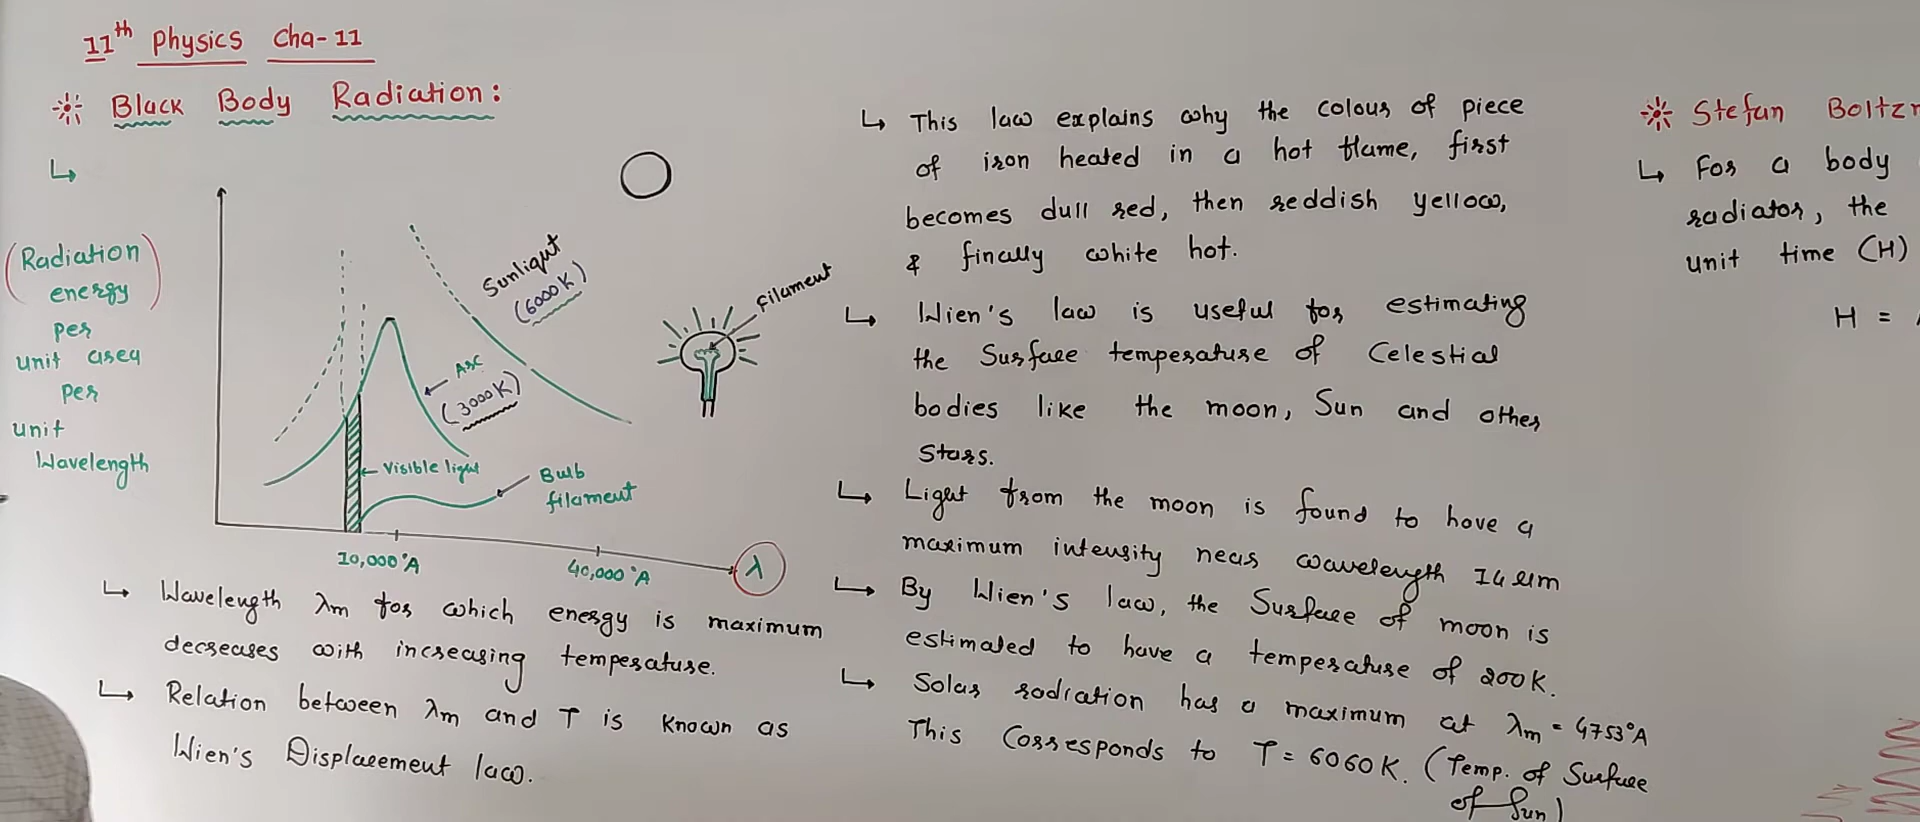 11th Physics Cha-11
Black Body Radiation:
(Radiation
energy)
per
unit area
per
unit
Wavelength
Sunlight
(6000K)
Arc
(3000K)
Visible light
Bulb
filament
Filament
10,000°A
40,000°A
λ
↳ Wavelength λm for which energy is maximum
decreases with increasing temperature.
↳ Relation between λm and T is known as
Wien's Displacement law.
↳ This law explains why the colour of piece
of iron heated in a hot flame, first
becomes dull red, then reddish yellow,
& finally white hot.
↳ Wien's law is useful for estimating
the Surface temperature of Celestial
bodies like the moon, Sun and other
Stars.
↳ Light from the moon is found to have a
maximum intensity near wavelength 14 um
↳ By Wien's law, the Surface of moon is
estimated to have a temperature of 200K.
↳ Solar radiation has a maximum at λm = 4753°A
This Corresponds to T = 6060K. (Temp. of Surface
of Sun)
Stefan
↳ For a body
radiator, the
unit time (H)
H =